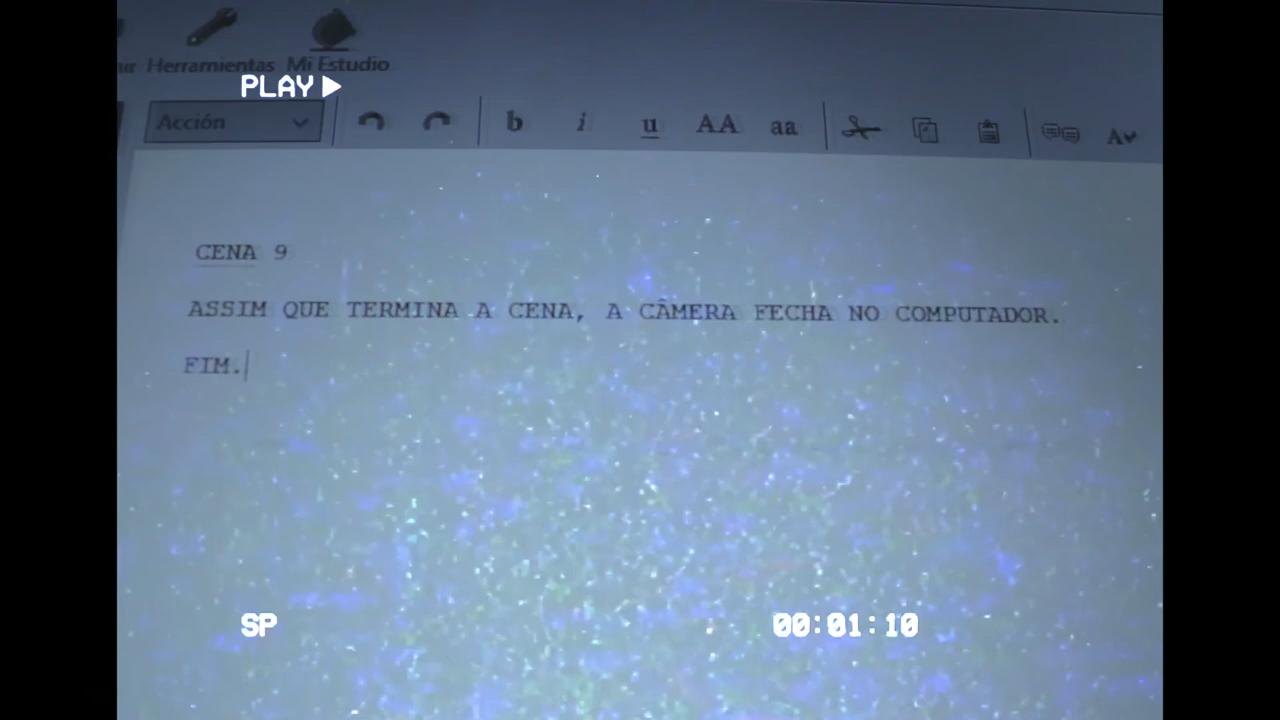 Herramientas Mi Estudio
PLAY
Acción
b i u AA aa A
CENA 9
ASSIM QUE TERMINA A CENA, A CÂMERA FECHA NO COMPUTADOR.
FIM.
SP 00:01:10